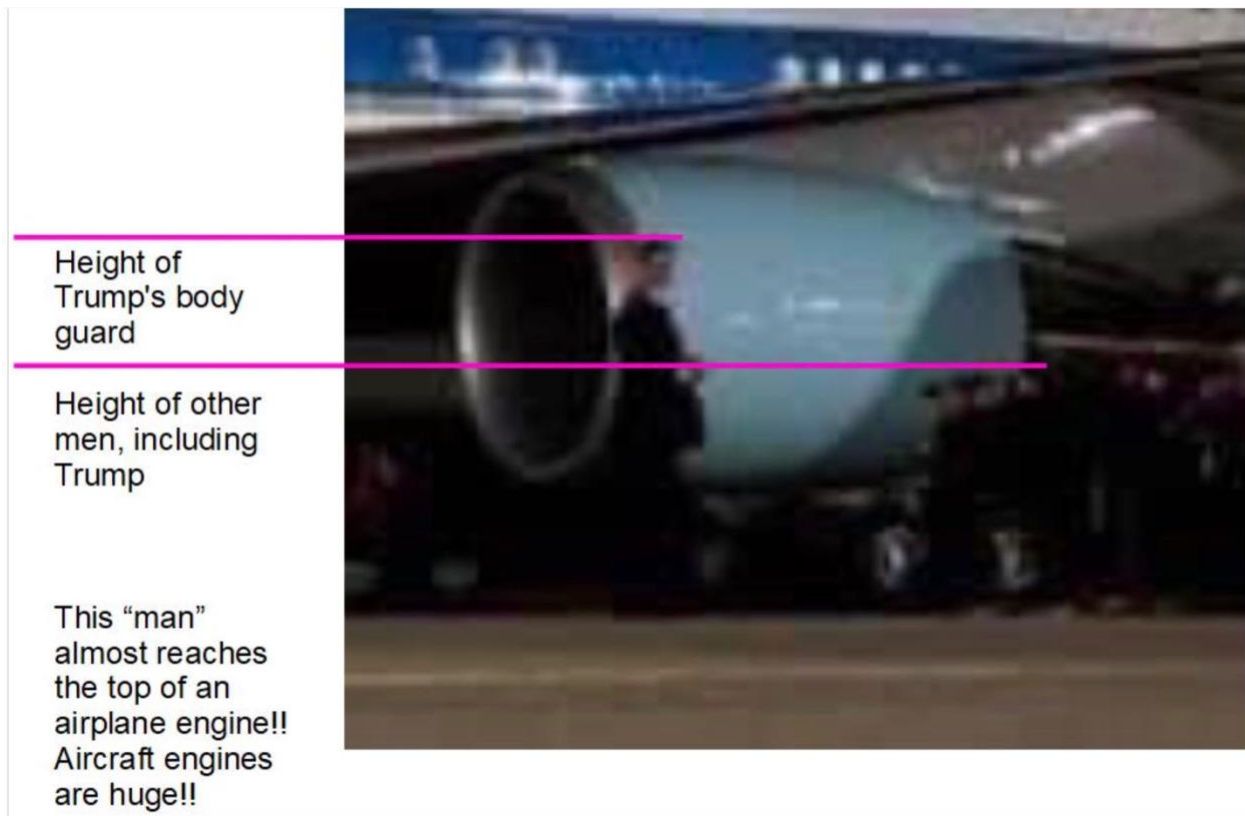 Height of
Trump's body
guard
Height of other
men, including
Trump
This “man”
almost reaches
the top of an
airplane engine!!
Aircraft engines
are huge!!